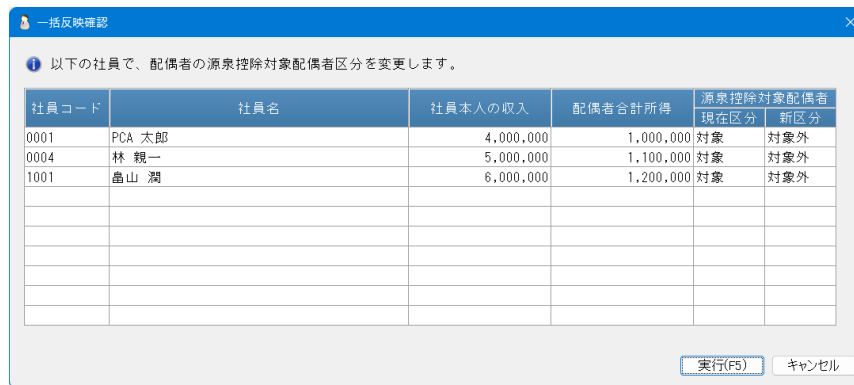 一括反映確認
以下の社員で、配偶者の源泉控除対象配偶者区分を変更します。
社員コード 社員名 社員本人の収入 配偶者合計所得 源泉控除対象配偶者
現在区分 新区分
0001 PCA 太郎 4,000,000 1,000,000 対象 対象外
0004 林 親一 5,000,000 1,100,000 対象 対象外
1001 畠山 潤 6,000,000 1,200,000 対象 対象外
実行(F5) キャンセル